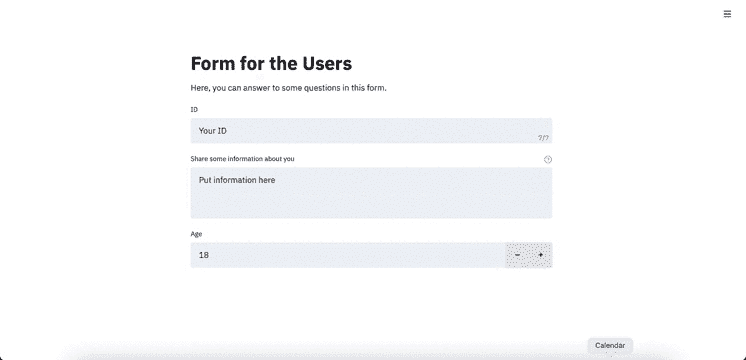 Form for the Users
Here, you can answer to some questions in this form.
ID
Your ID
7/7
Share some information about you
Put information here
Age
18
Calendar